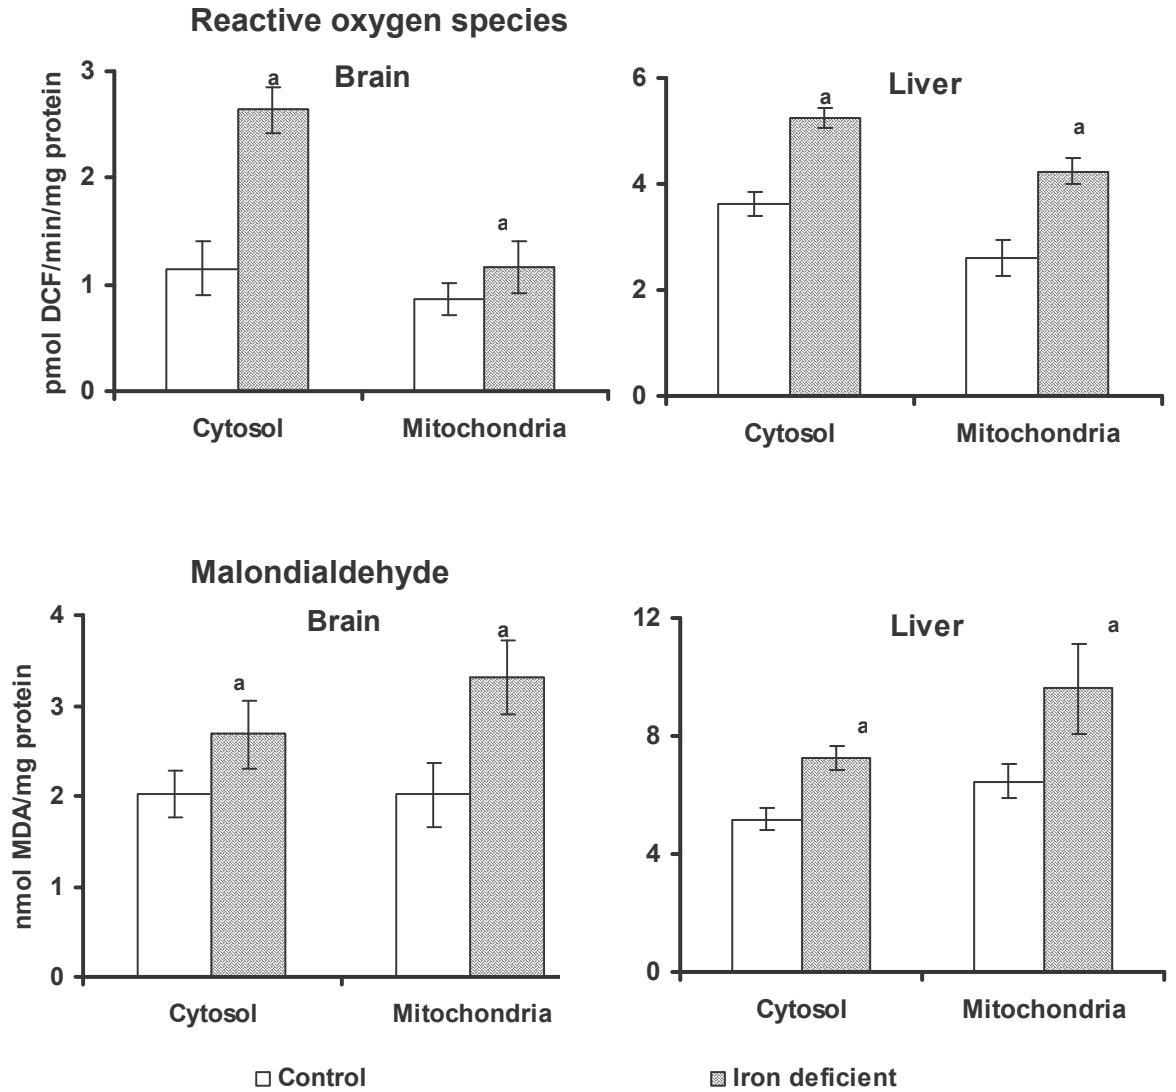 Reactive oxygen species
Brain
pmol DCF/min/mg protein
3
2
1
0
a
a
Cytosol
Mitochondria
Liver
6
4
2
0
a
a
Cytosol
Mitochondria
Malondialdehyde
Brain
nmol MDA/mg protein
4
3
2
1
0
a
a
Cytosol
Mitochondria
Liver
12
8
4
0
a
a
Cytosol
Mitochondria
Control
Iron deficient